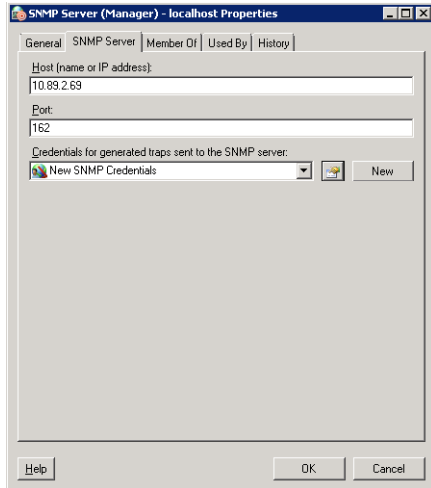 SNMP Server (Manager) - localhost Properties
General SNMP Server Member Of Used By History
Host (name or IP address):
10.89.2.69
Port:
162
Credentials for generated traps sent to the SNMP server:
New SNMP Credentials New
Help OK Cancel